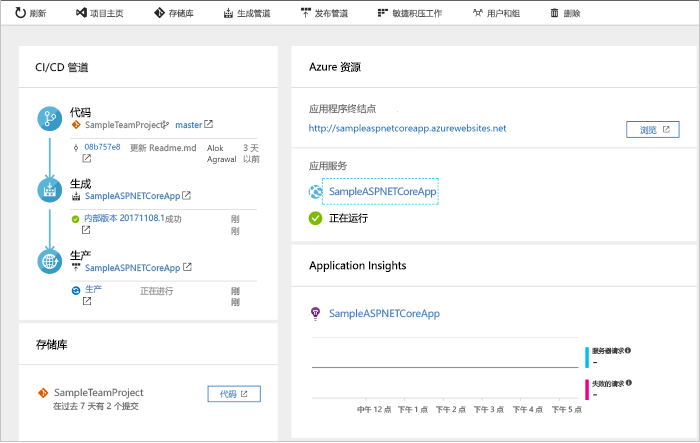 刷新 项目主页 存储库 生成管道 发布管道 敏捷积压工作 用户和组 删除
CI/CD 管道
代码
SampleTeamProject master
08b757e8 更新 Readme.md Alok Agrawal 3 天以前
生成
SampleASPNETCoreApp
内部版本 20171108.1 成功 刚刚
生产
SampleASPNETCoreApp
生产 正在进行 刚刚
存储库
SampleTeamProject
在过去 7 天有 2 个提交
代码
Azure 资源
应用程序终结点
http://sampleaspnetcoreapp.azurewebsites.net
浏览
应用服务
SampleASPNETCoreApp
正在运行
Application Insights
SampleASPNETCoreApp
服务器请求
--
失败的请求
--
中午 12 点 下午 1 点 下午 2 点 下午 3 点 下午 4 点 下午 5 点